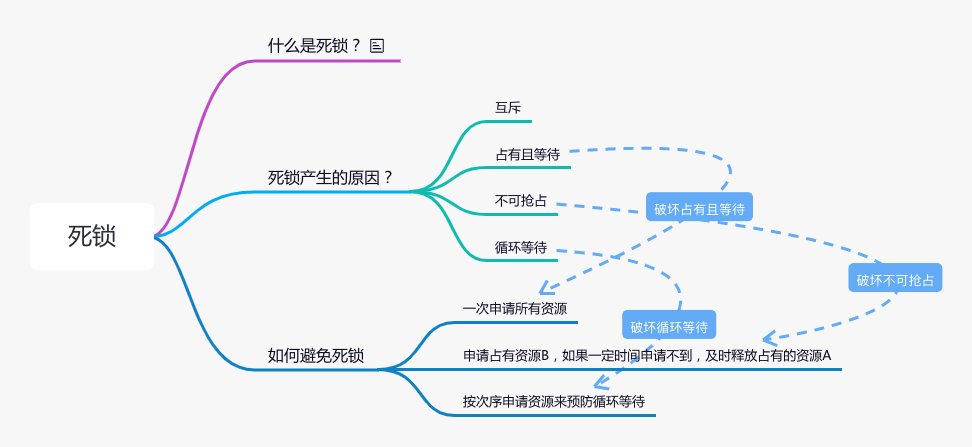 死锁
什么是死锁？
死锁产生的原因？
互斥
占有且等待
不可抢占
循环等待
破坏占有且等待
破坏不可抢占
破坏循环等待
如何避免死锁
一次申请所有资源
申请占有资源B，如果一定时间申请不到，及时释放占有的资源A
按次序申请资源来预防循环等待